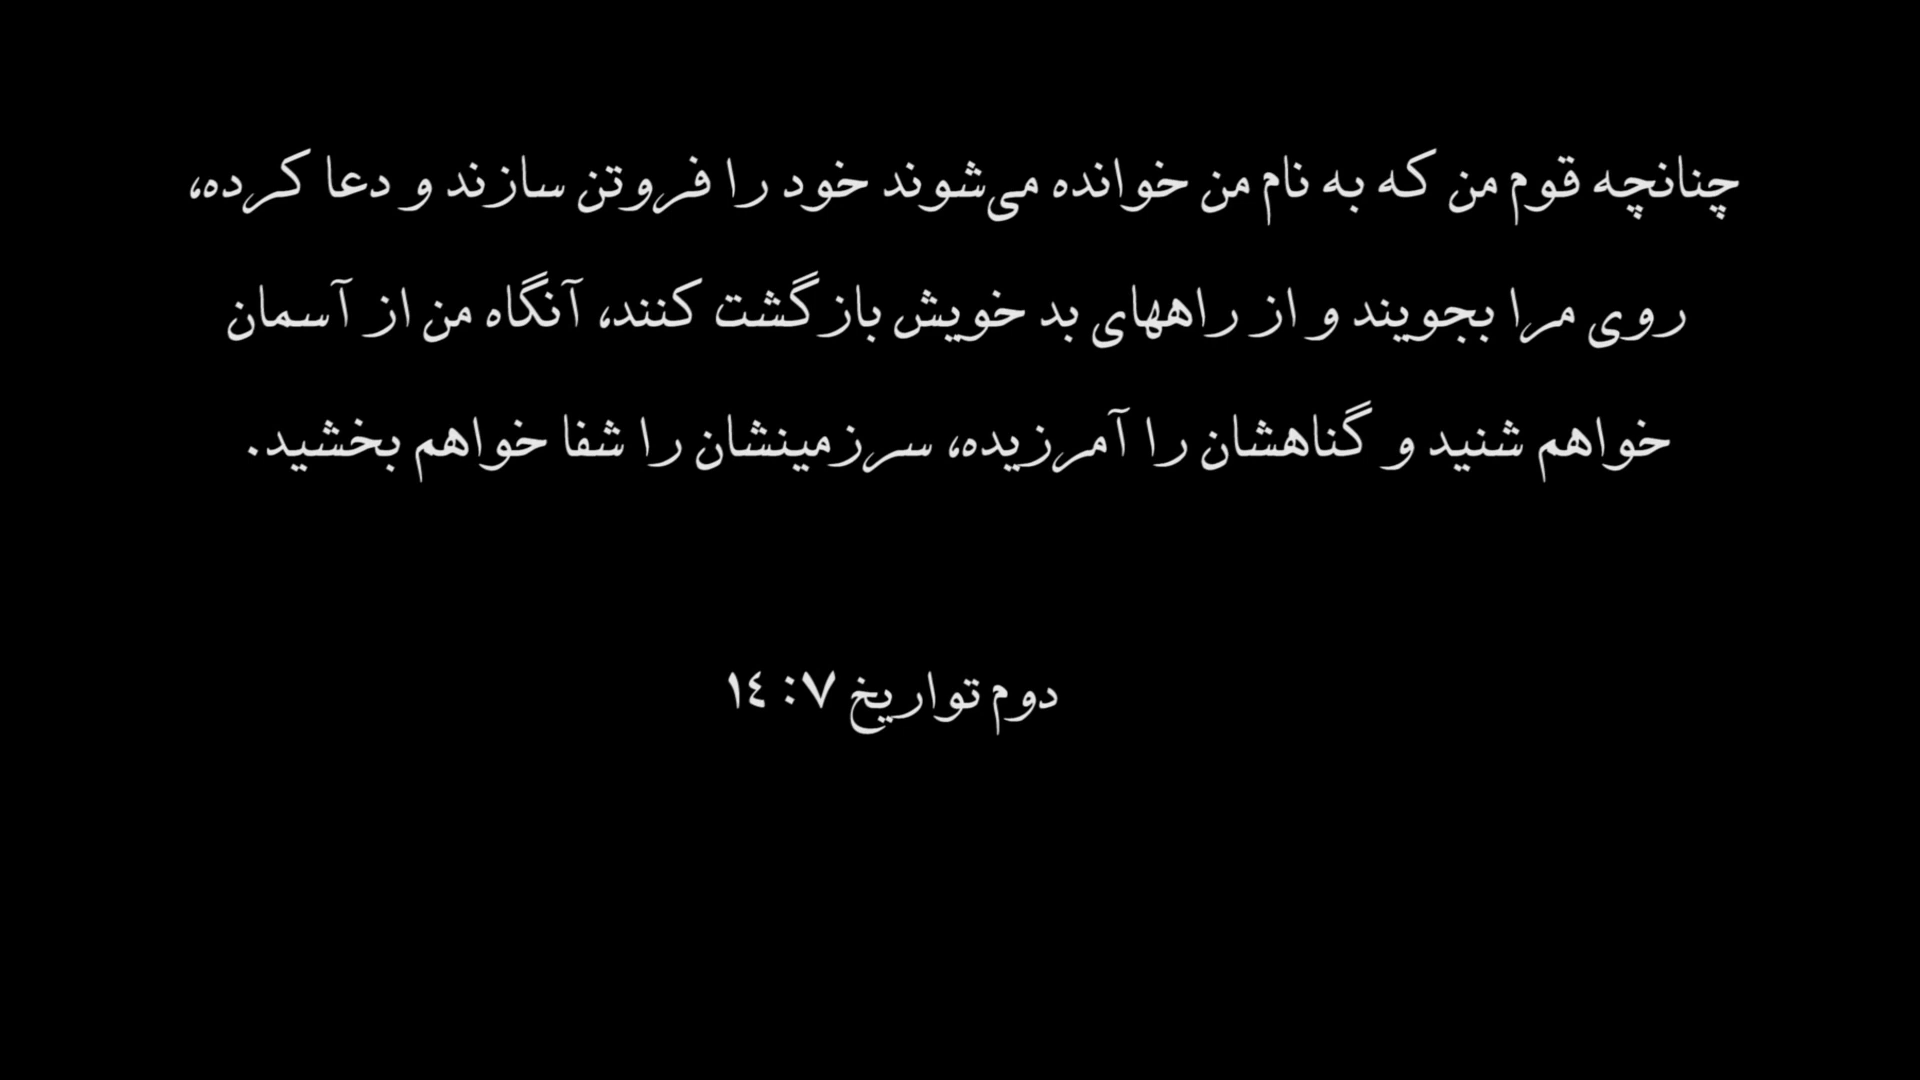 چنانچه قوم من که به نام من خوانده می‌شوند خود را فروتن سازند و دعا کرده،
روی مرا بجویند و از راههای بد خویش بازگشت کنند، آنگاه من از آسمان
خواهم شنید و گناهشان را آمرزیده، سرزمینشان را شفا خواهم بخشید.
دوم تواریخ ٧: ١٤